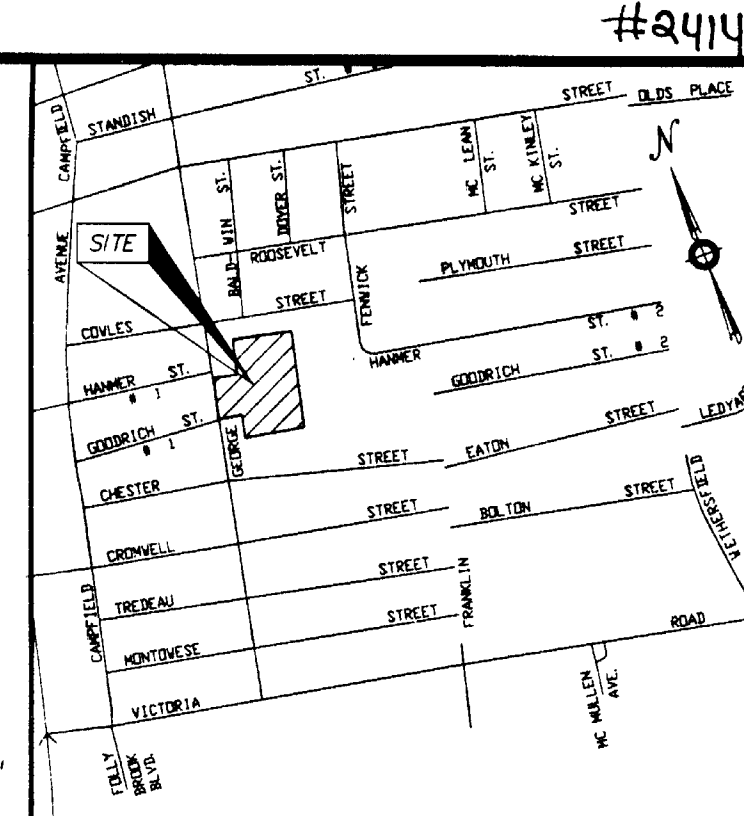 #2414
ST.
STREET
OLDS PLACE
CAMPFIELD
STANDISH
MC LEAN
ST.
MC KINLEY
ST.
N
BALD- WIN ST.
DOYER ST.
STREET
STREET
SITE
AVENUE
ROOSEVELT
PLYMOUTH STREET
STREET
FENWICK
COWLES
ST. # 2
HANMER
HANMER ST.
# 1
GOODRICH ST. # 2
GOODRICH ST.
# 1
GEORGE
STREET
LEDYA
CHESTER
STREET
EATON
WETHERSFIELD
STREET
BOLTON
STREET
CROMWELL
STREET
TREDEAU
STREET
CAMPFIELD
FRANKLIN
MONTOWESE
ROAD
VICTORIA
MC MULLEN
AVE.
FOLLY
BROOK
BLVD.